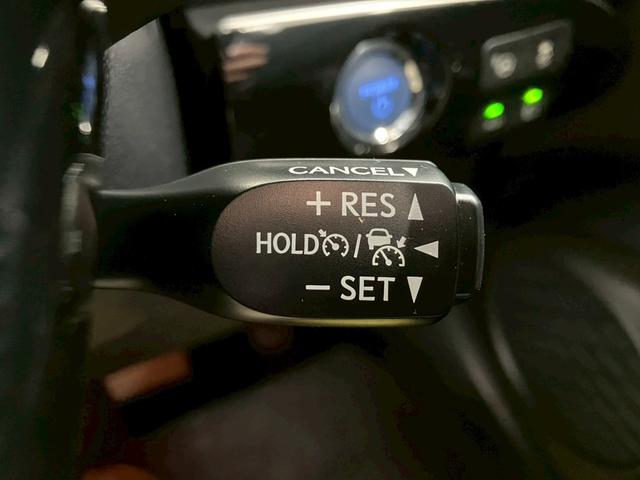 CANCEL▼
+ RES ▲
HOLD / ◀
− SET ▼